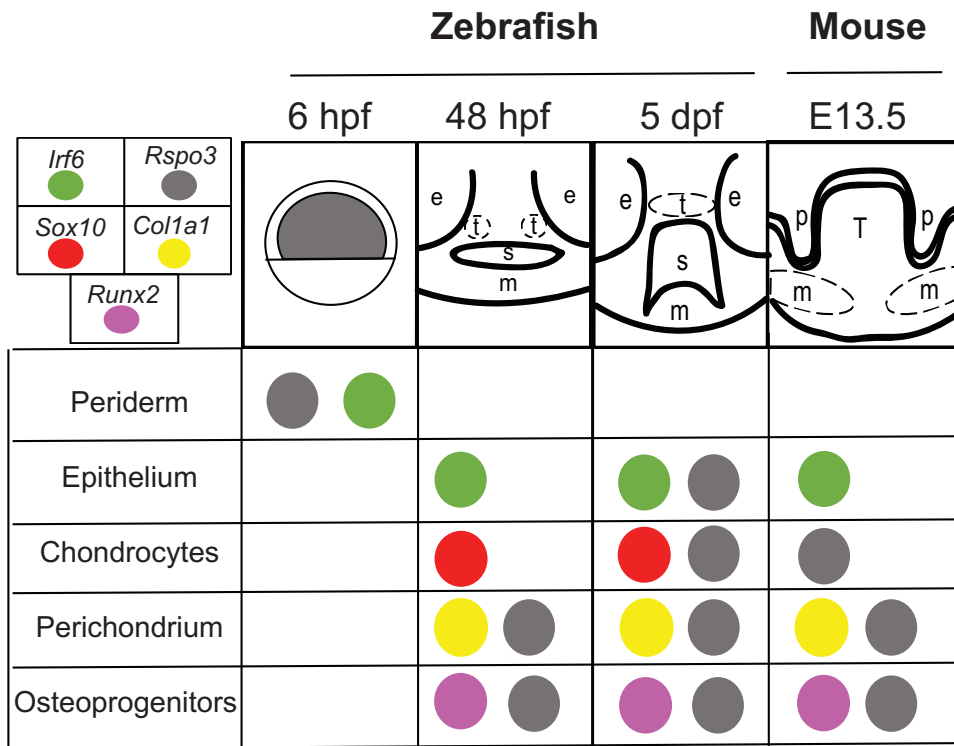 Zebrafish Mouse
6 hpf 48 hpf 5 dpf E13.5
Irf6 Rspo3
Sox10 Col1a1
Runx2
e e t t s m
e e t s m
p p T m m
Periderm
Epithelium
Chondrocytes
Perichondrium
Osteoprogenitors